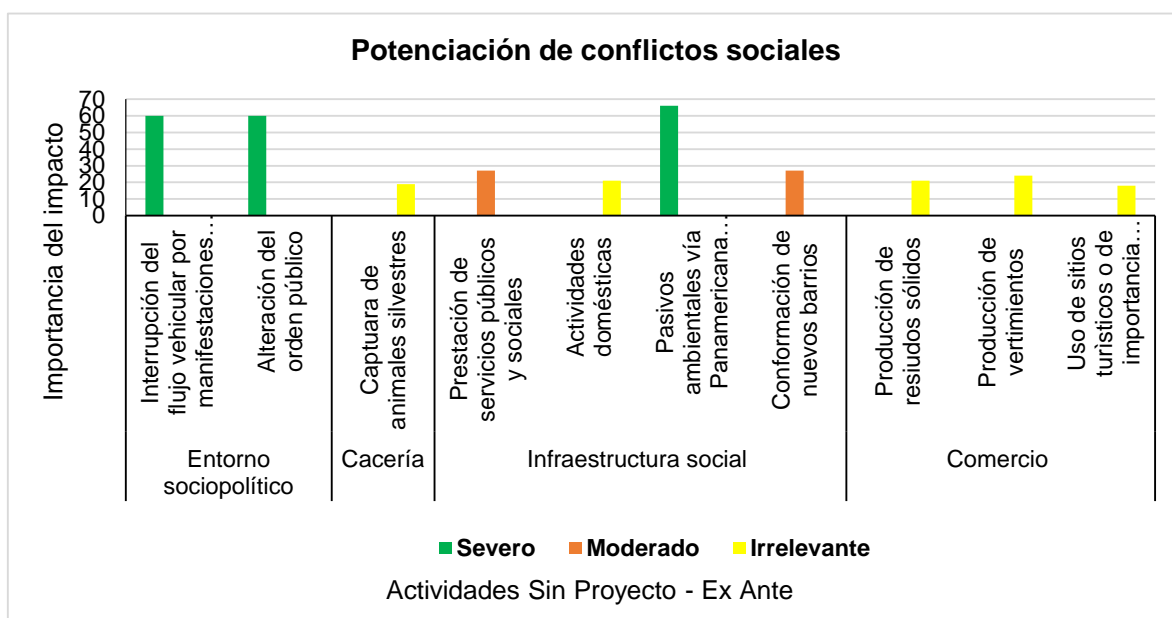 Potenciación de conflictos sociales
Importancia del impacto
70
60
50
40
30
20
10
0
Interrupción del
flujo vehicular por
manifestaciones…
Alteración del
orden público
Captuara de
animales silvestres
Prestación de
servicios públicos
y sociales
Actividades
domésticas
Pasivos
ambientales vía
Panamericana…
Conformación de
nuevos barrios
Producción de
resiudos sólidos
Producción de
vertimientos
Uso de sitios
turisticos o de
importancia…
Entorno
sociopolítico
Cacería
Infraestructura social
Comercio
Severo
Moderado
Irrelevante
Actividades Sin Proyecto - Ex Ante